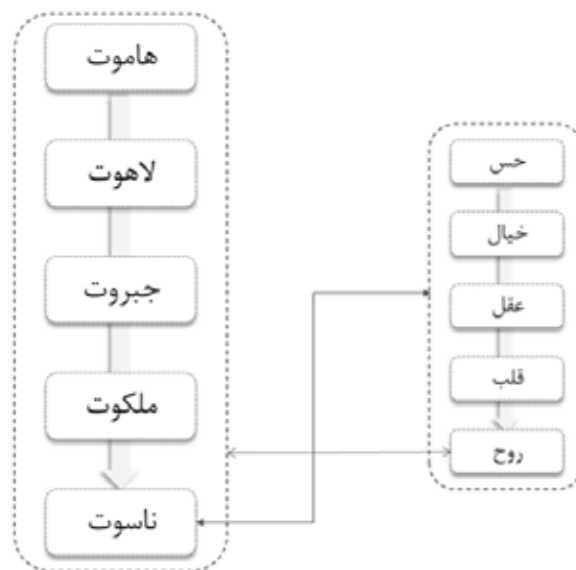 هاموت
لاهوت
جبروت
ملکوت
ناسوت
حس
خیال
عقل
قلب
روح